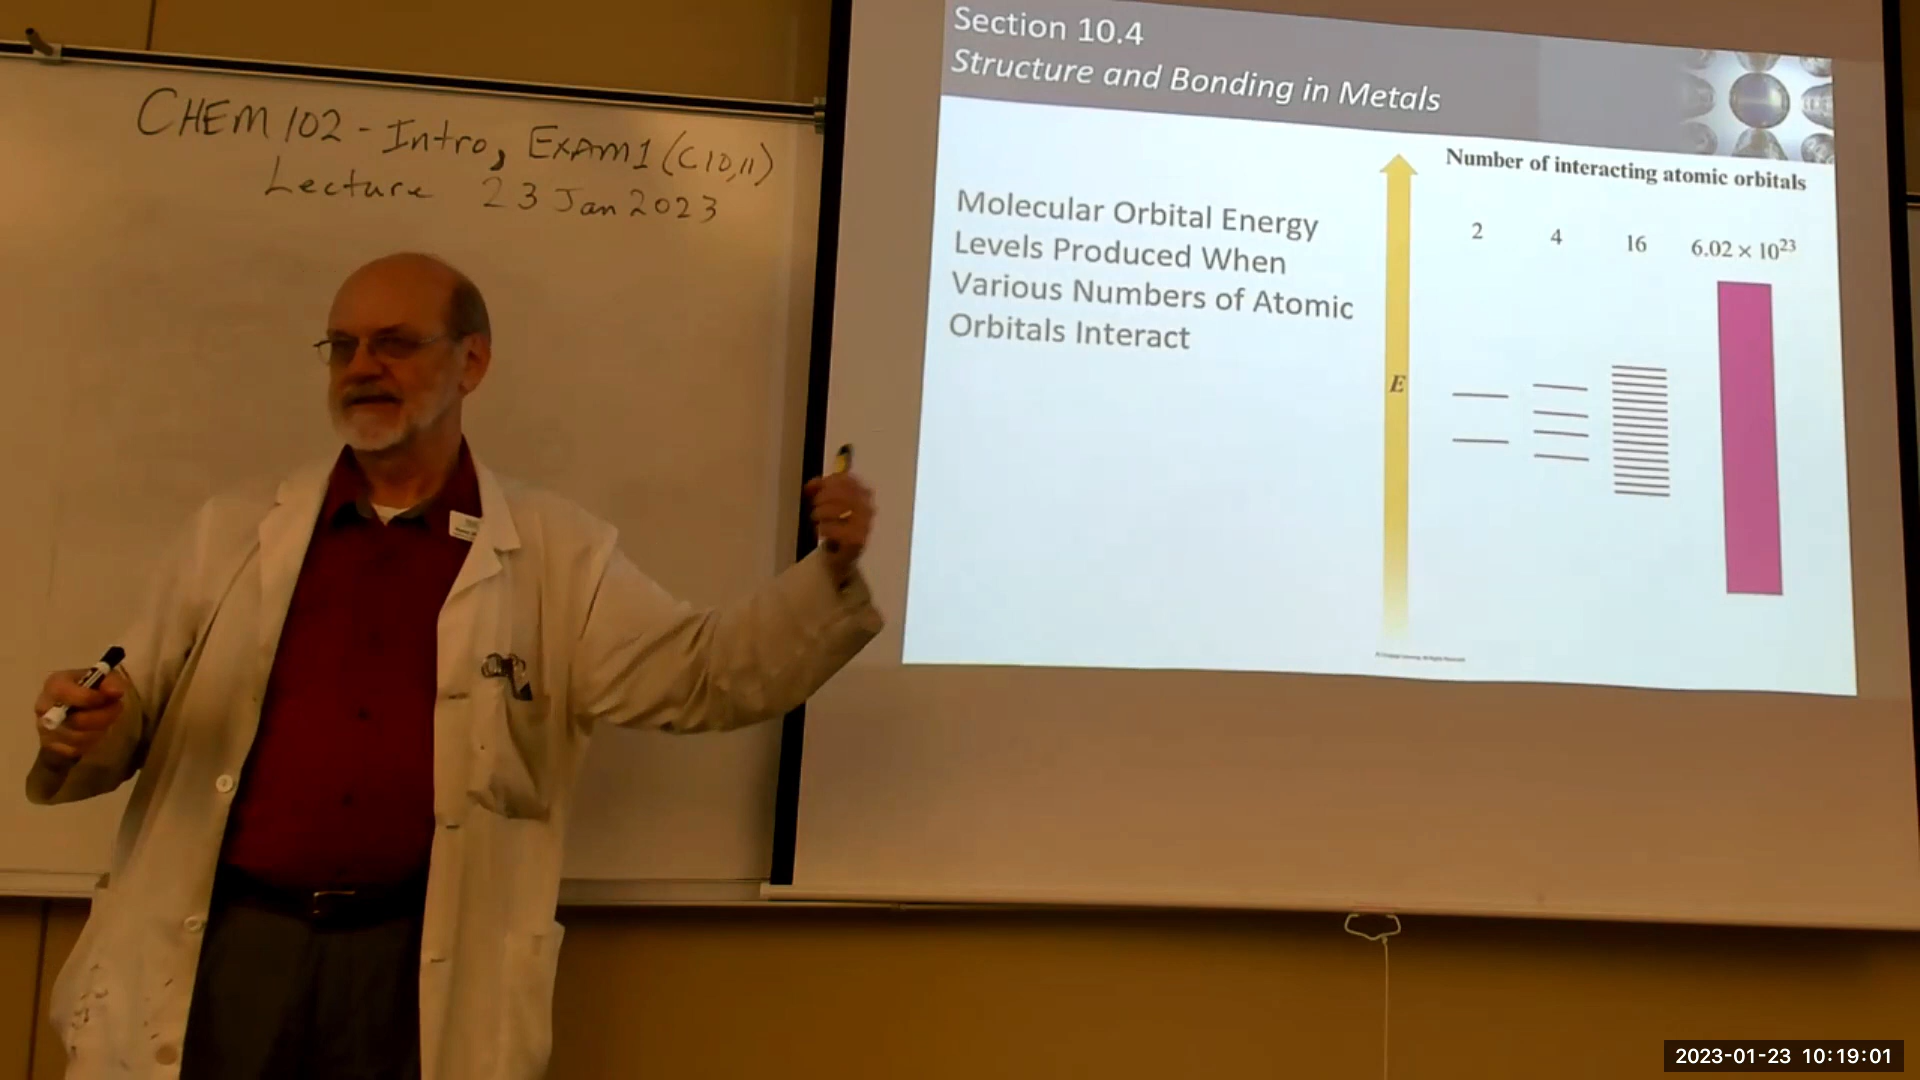 CHEM 102 - Intro, EXAM 1 (C10,11)
Lecture 23 Jan 2023
Section 10.4
Structure and Bonding in Metals
Molecular Orbital Energy
Levels Produced When
Various Numbers of Atomic
Orbitals Interact
Number of interacting atomic orbitals
2 4 16 6.02 × 10²³
E
2023-01-23 10:19:01